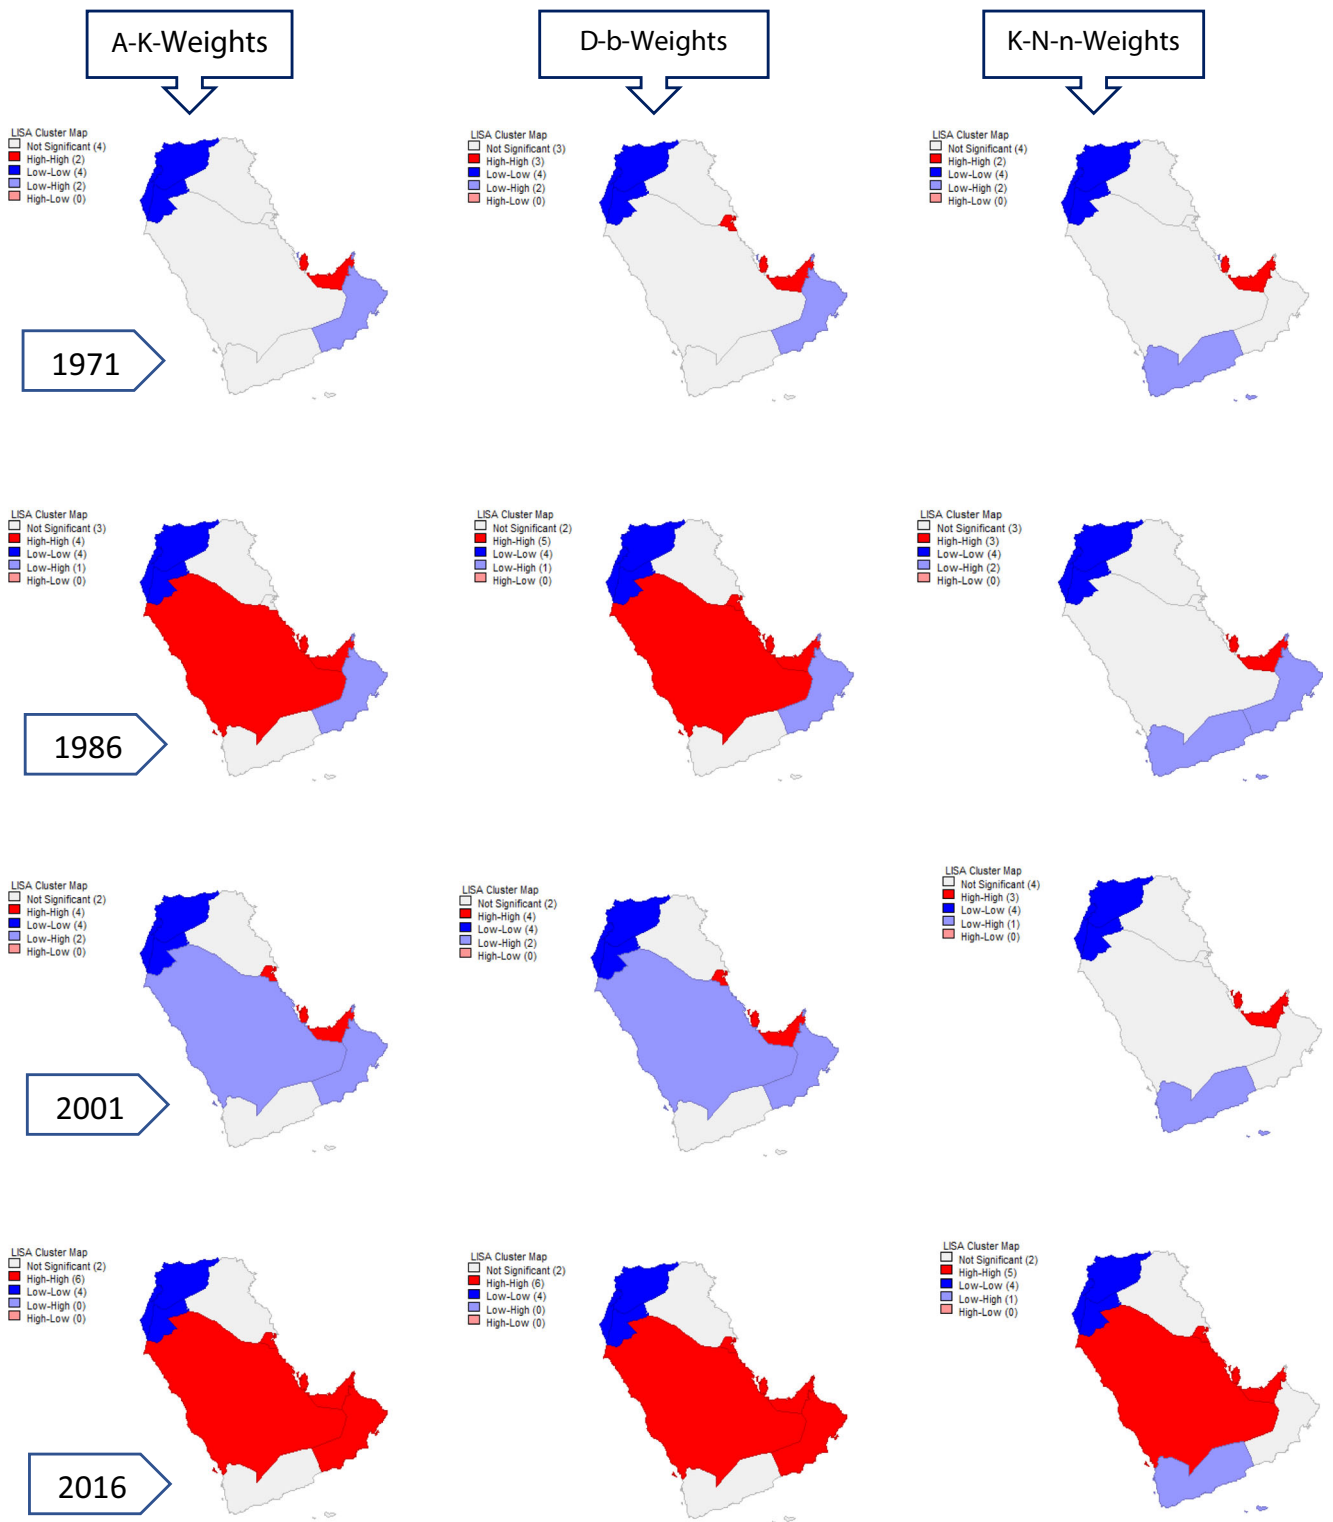 A-K-Weights
D-b-Weights
K-N-n-Weights
LISA Cluster Map
Not Significant (4)
High-High (2)
Low-Low (4)
Low-High (2)
High-Low (0)
LISA Cluster Map
Not Significant (3)
High-High (3)
Low-Low (4)
Low-High (2)
High-Low (0)
LISA Cluster Map
Not Significant (4)
High-High (2)
Low-Low (4)
Low-High (2)
High-Low (0)
1971
LISA Cluster Map
Not Significant (3)
High-High (4)
Low-Low (4)
Low-High (1)
High-Low (0)
LISA Cluster Map
Not Significant (2)
High-High (5)
Low-Low (4)
Low-High (1)
High-Low (0)
LISA Cluster Map
Not Significant (3)
High-High (3)
Low-Low (4)
Low-High (2)
High-Low (0)
1986
LISA Cluster Map
Not Significant (2)
High-High (4)
Low-Low (4)
Low-High (2)
High-Low (0)
LISA Cluster Map
Not Significant (2)
High-High (4)
Low-Low (4)
Low-High (2)
High-Low (0)
LISA Cluster Map
Not Significant (4)
High-High (3)
Low-Low (4)
Low-High (1)
High-Low (0)
2001
LISA Cluster Map
Not Significant (2)
High-High (6)
Low-Low (4)
Low-High (0)
High-Low (0)
LISA Cluster Map
Not Significant (2)
High-High (6)
Low-Low (4)
Low-High (0)
High-Low (0)
LISA Cluster Map
Not Significant (2)
High-High (5)
Low-Low (4)
Low-High (1)
High-Low (0)
2016